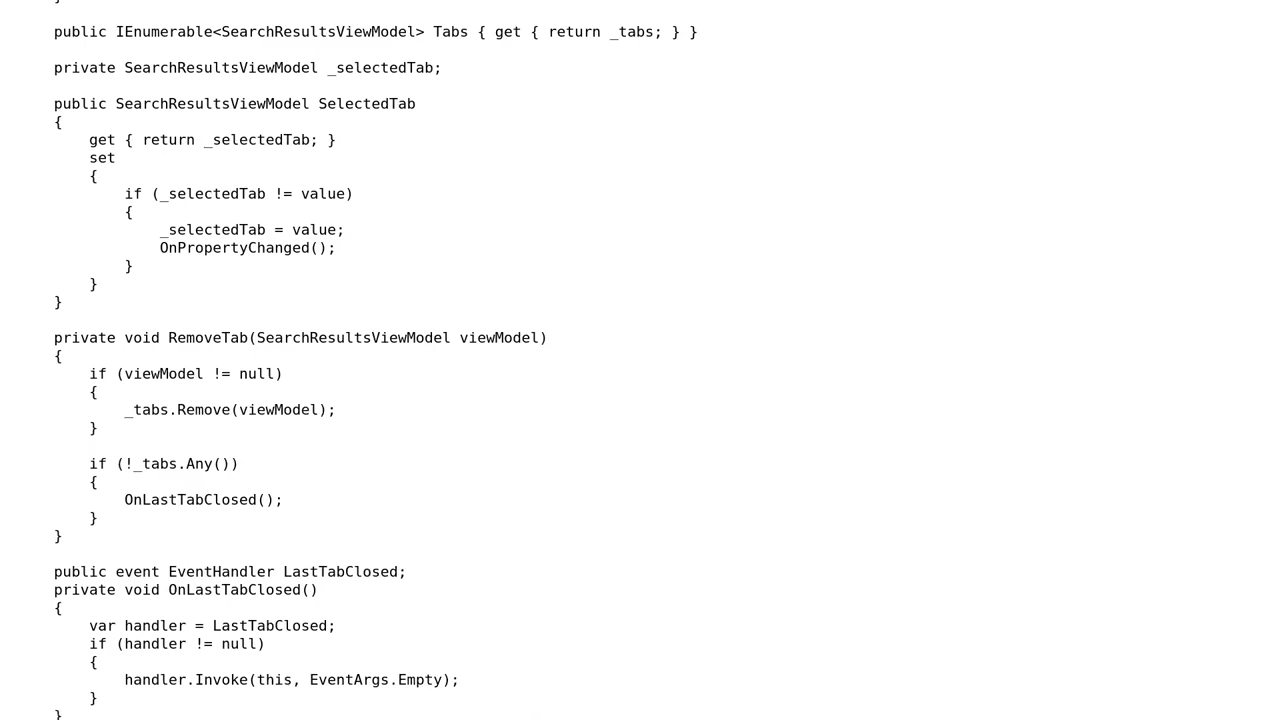 }
public IEnumerable<SearchResultsViewModel> Tabs { get { return _tabs; } }
private SearchResultsViewModel _selectedTab;
public SearchResultsViewModel SelectedTab
{
    get { return _selectedTab; }
    set
    {
        if (_selectedTab != value)
        {
            _selectedTab = value;
            OnPropertyChanged();
        }
    }
}
private void RemoveTab(SearchResultsViewModel viewModel)
{
    if (viewModel != null)
    {
        _tabs.Remove(viewModel);
    }
    if (!_tabs.Any())
    {
        OnLastTabClosed();
    }
}
public event EventHandler LastTabClosed;
private void OnLastTabClosed()
{
    var handler = LastTabClosed;
    if (handler != null)
    {
        handler.Invoke(this, EventArgs.Empty);
    }
}